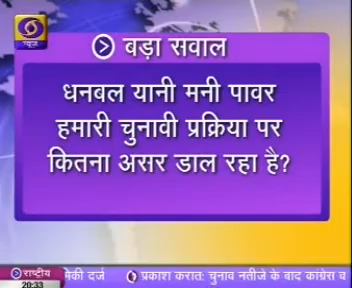 न्यूज़
बड़ा सवाल
धनबल यानी मनी पावर
हमारी चुनावी प्रक्रिया पर
कितना असर डाल रहा है?
राष्ट्रीय मेकी दर्ज प्रकाश करात: चुनाव नतीजे के बाद कांग्रेस
20:33